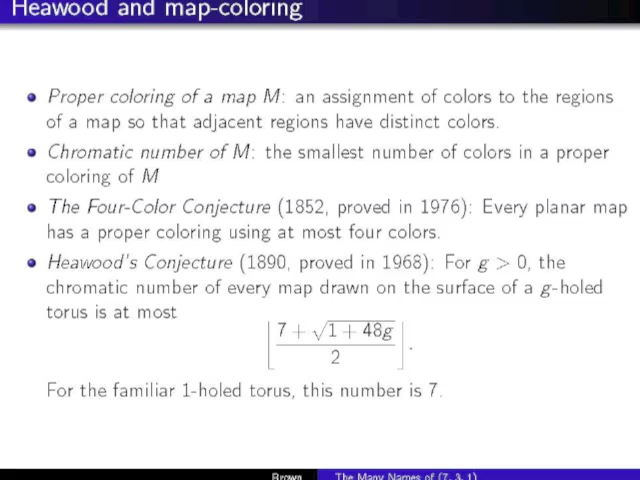 Heawood and map-coloring
Proper coloring of a map M: an assignment of colors to the regions
of a map so that adjacent regions have distinct colors.
Chromatic number of M: the smallest number of colors in a proper
coloring of M
The Four-Color Conjecture (1852, proved in 1976): Every planar map
has a proper coloring using at most four colors.
Heawood's Conjecture (1890, proved in 1968): For g > 0, the
chromatic number of every map drawn on the surface of a g-holed
torus is at most
⌊(7 + √(1 + 48g)) / 2⌋.
For the familiar 1-holed torus, this number is 7.
Brown The Many Names of (7, 3, 1)